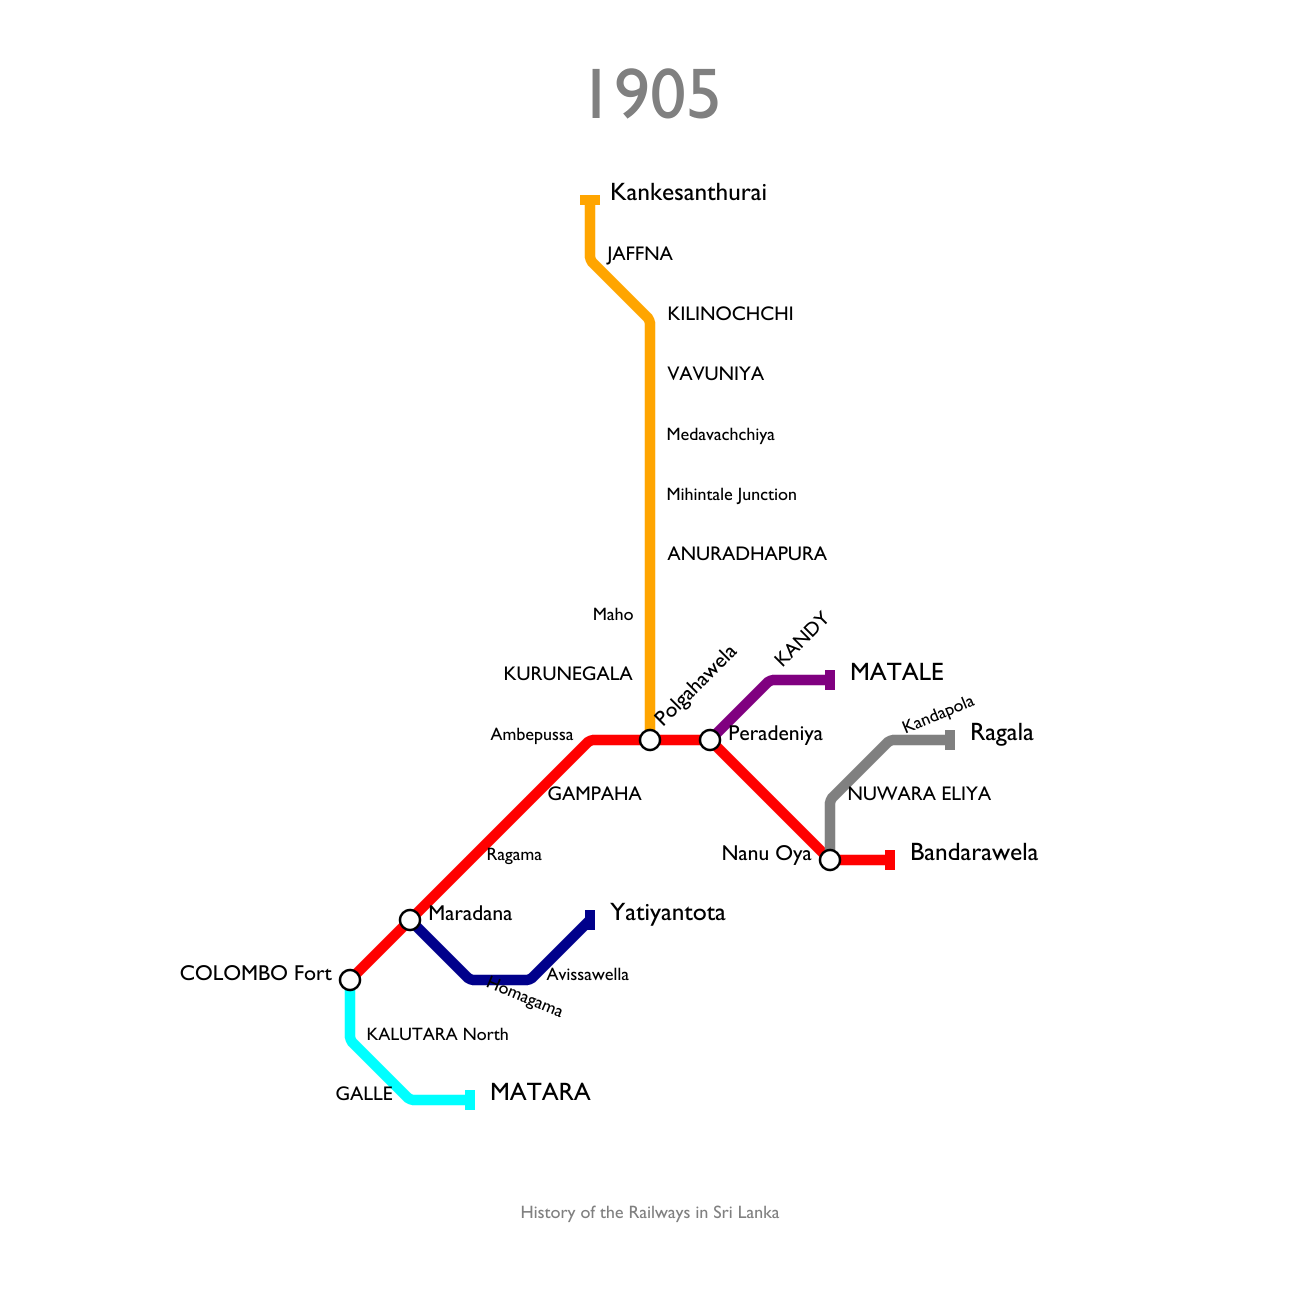 1905
Kankesanthurai
JAFFNA
KILINOCHCHI
VAVUNIYA
Medavachchiya
Mihintale Junction
ANURADHAPURA
Maho
KURUNEGALA
Polgahawela
KANDY
MATALE
Ambepussa
Peradeniya
Kandapola
Ragala
GAMPAHA
NUWARA ELIYA
Ragama
Nanu Oya
Bandarawela
Maradana
Yatiyantota
COLOMBO Fort
Homagama
Avissawella
KALUTARA North
GALLE
MATARA
History of the Railways in Sri Lanka